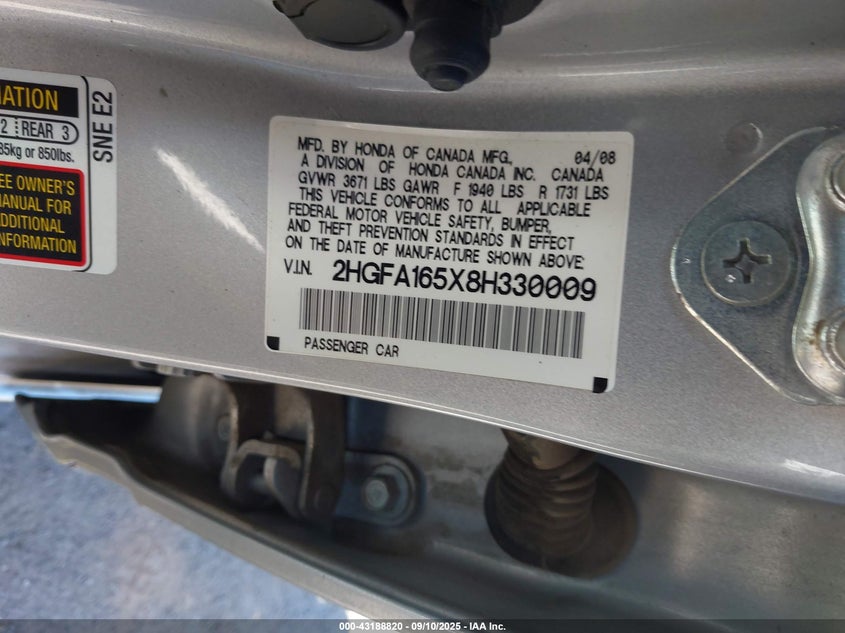 MATION
2 REAR 3
85kg or 850lbs.
EE OWNER'S
MANUAL FOR
ADDITIONAL
INFORMATION
SNE E2
MFD. BY HONDA OF CANADA MFG., 04/08
A DIVISION OF HONDA CANADA INC. CANADA
GVWR 3671 LBS GAWR F 1940 LBS R 1731 LBS
THIS VEHICLE CONFORMS TO ALL APPLICABLE
FEDERAL MOTOR VEHICLE SAFETY, BUMPER,
AND THEFT PREVENTION STANDARDS IN EFFECT
ON THE DATE OF MANUFACTURE SHOWN ABOVE:
V.I.N. 2HGFA165X8H330009
PASSENGER CAR
000-43188820 - 09/10/2025 - IAA Inc.